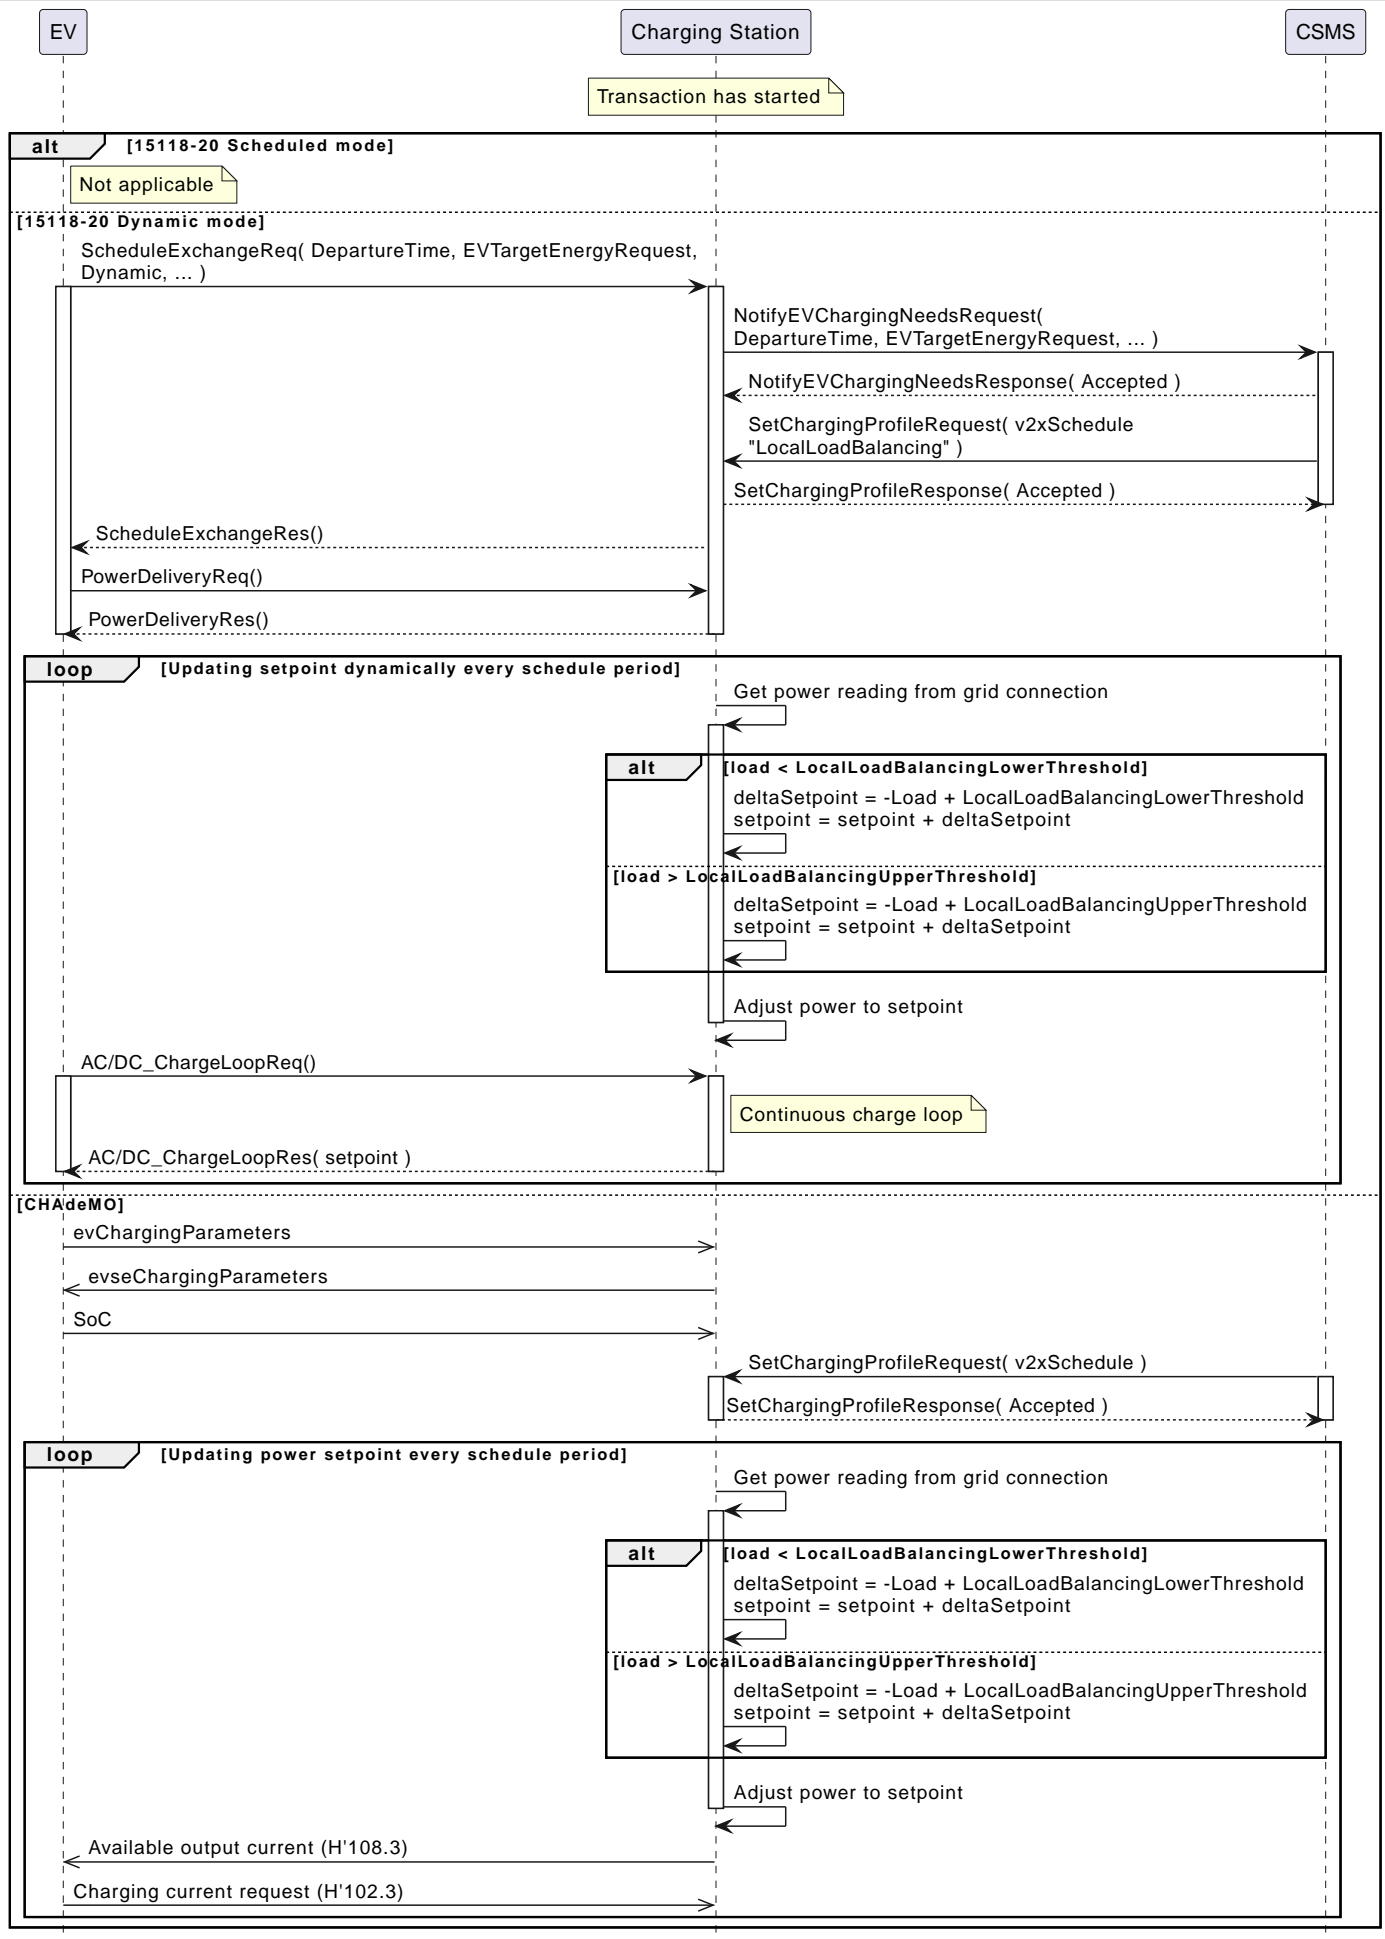 EV
Charging Station
CSMS
Transaction has started
alt
[15118-20 Scheduled mode]
Not applicable
[15118-20 Dynamic mode]
ScheduleExchangeReq( DepartureTime, EVTargetEnergyRequest,
Dynamic, ... )
NotifyEVChargingNeedsRequest(
DepartureTime, EVTargetEnergyRequest, ... )
NotifyEVChargingNeedsResponse( Accepted )
SetChargingProfileRequest( v2xSchedule
"LocalLoadBalancing" )
SetChargingProfileResponse( Accepted )
ScheduleExchangeRes()
PowerDeliveryReq()
PowerDeliveryRes()
loop
[Updating setpoint dynamically every schedule period]
Get power reading from grid connection
alt
[load < LocalLoadBalancingLowerThreshold]
deltaSetpoint = -Load + LocalLoadBalancingLowerThreshold
setpoint = setpoint + deltaSetpoint
[load > LocalLoadBalancingUpperThreshold]
deltaSetpoint = -Load + LocalLoadBalancingUpperThreshold
setpoint = setpoint + deltaSetpoint
Adjust power to setpoint
AC/DC_ChargeLoopReq()
Continuous charge loop
AC/DC_ChargeLoopRes( setpoint )
[CHAdeMO]
evChargingParameters
evseChargingParameters
SoC
SetChargingProfileRequest( v2xSchedule )
SetChargingProfileResponse( Accepted )
loop
[Updating power setpoint every schedule period]
Get power reading from grid connection
alt
[load < LocalLoadBalancingLowerThreshold]
deltaSetpoint = -Load + LocalLoadBalancingLowerThreshold
setpoint = setpoint + deltaSetpoint
[load > LocalLoadBalancingUpperThreshold]
deltaSetpoint = -Load + LocalLoadBalancingUpperThreshold
setpoint = setpoint + deltaSetpoint
Adjust power to setpoint
Available output current (H'108.3)
Charging current request (H'102.3)